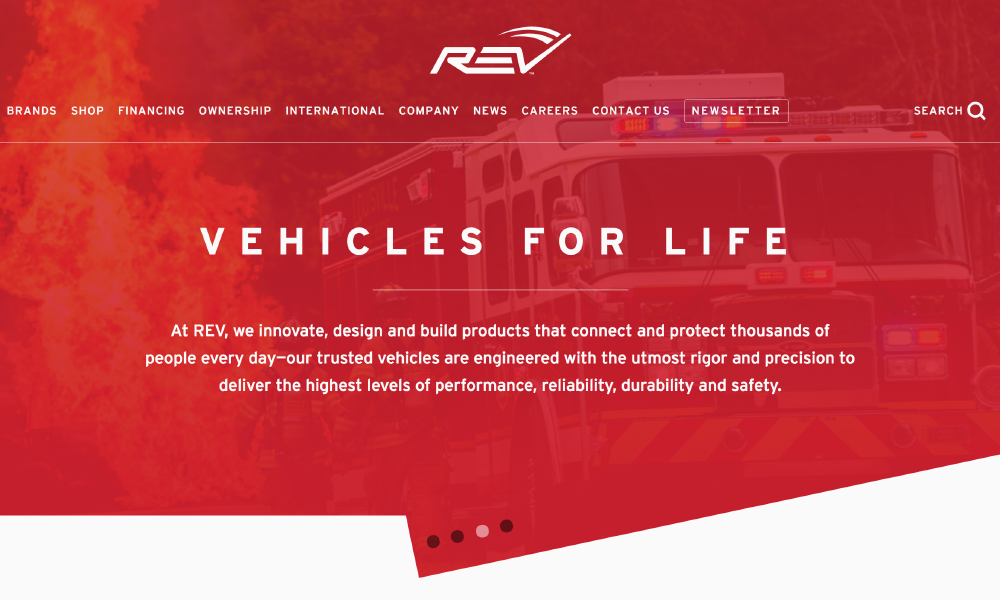 REV
BRANDS SHOP FINANCING OWNERSHIP INTERNATIONAL COMPANY NEWS CAREERS CONTACT US NEWSLETTER SEARCH
VEHICLES FOR LIFE
At REV, we innovate, design and build products that connect and protect thousands of
people every day—our trusted vehicles are engineered with the utmost rigor and precision to
deliver the highest levels of performance, reliability, durability and safety.